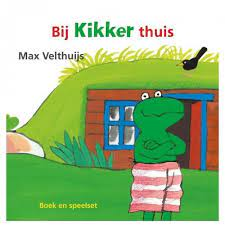 Bij Kikker thuis
Max Velthuijs
Boek en speelset